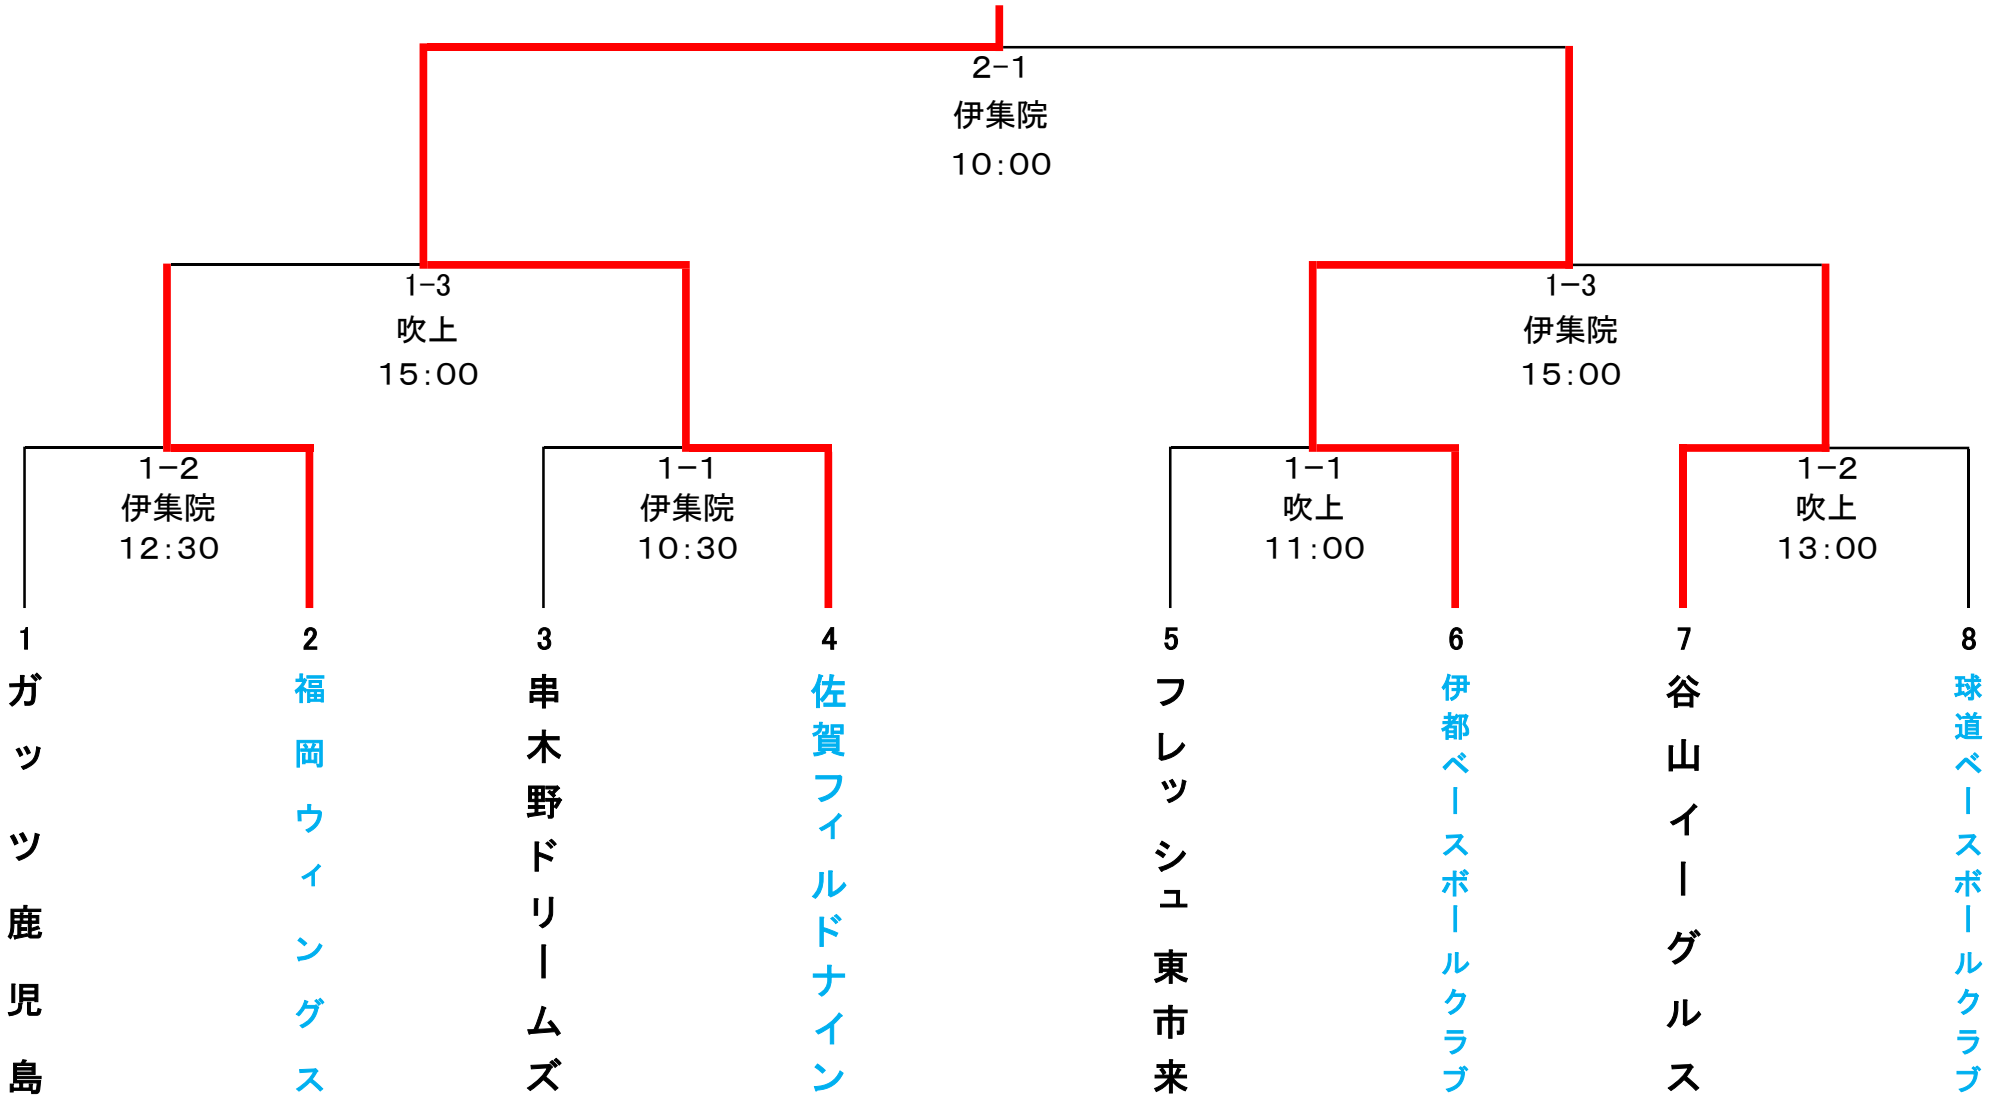 2−1
伊集院
10:00
1−3
吹上
15:00
1−3
伊集院
15:00
1−2
伊集院
12:30
1−1
伊集院
10:30
1−1
吹上
11:00
1−2
吹上
13:00
1
2
3
4
5
6
7
8
ガッツ鹿児島
福岡ウィングス
串木野ドリームズ
佐賀フィルドナイン
フレッシュ東市来
伊都ベースボールクラブ
谷山イーグルス
球道ベースボールクラブ